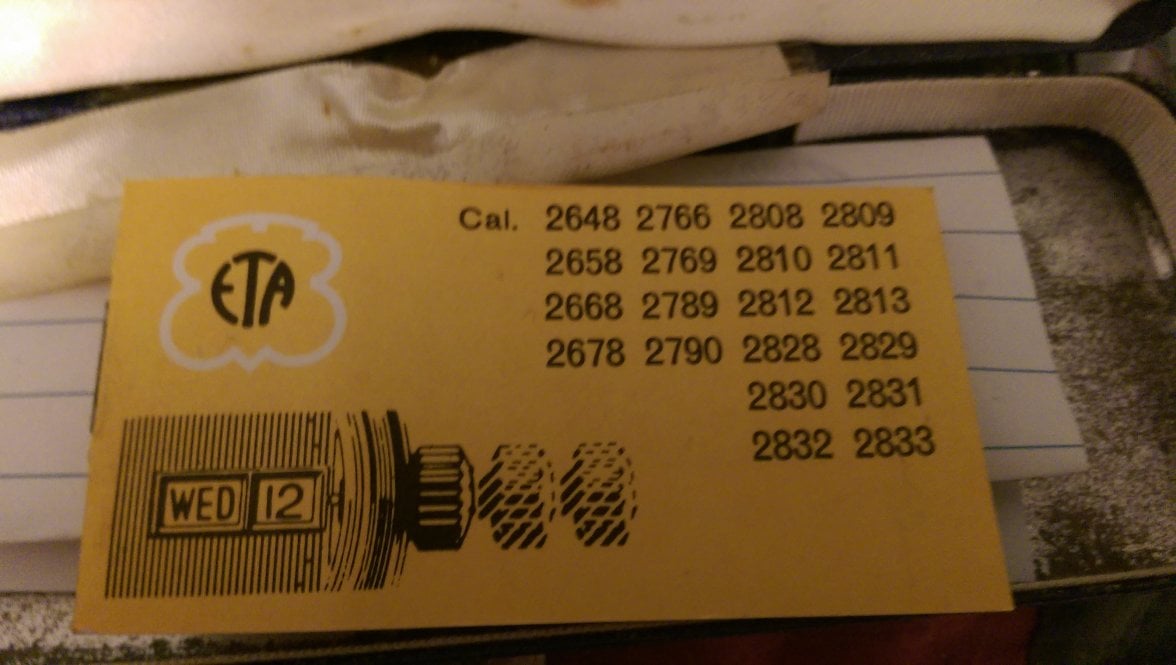 ETA
Cal. 2648 2766 2808 2809
2658 2769 2810 2811
2668 2789 2812 2813
2678 2790 2828 2829
2830 2831
2832 2833
WED 12